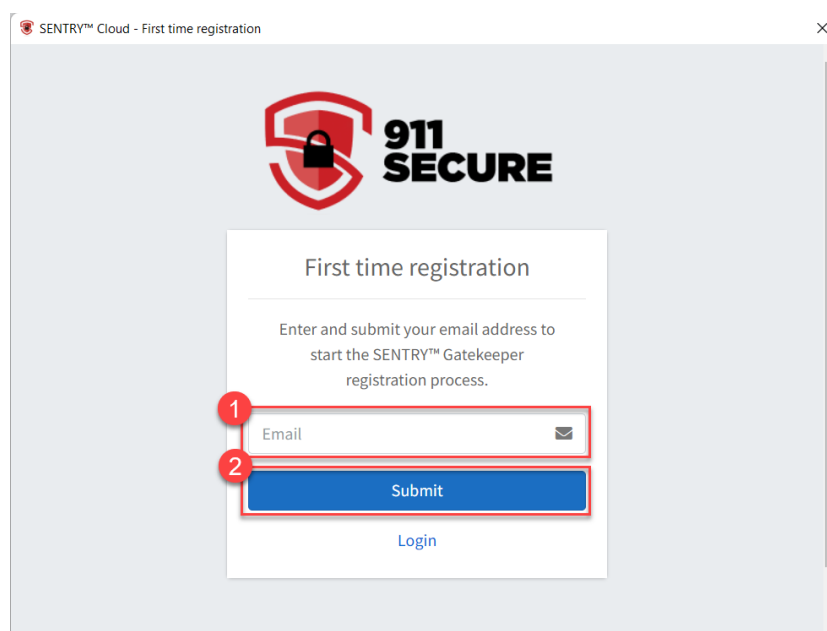 SENTRY™ Cloud - First time registration
911
SECURE
First time registration
Enter and submit your email address to
start the SENTRY™ Gatekeeper
registration process.
1
Email
2
Submit
Login